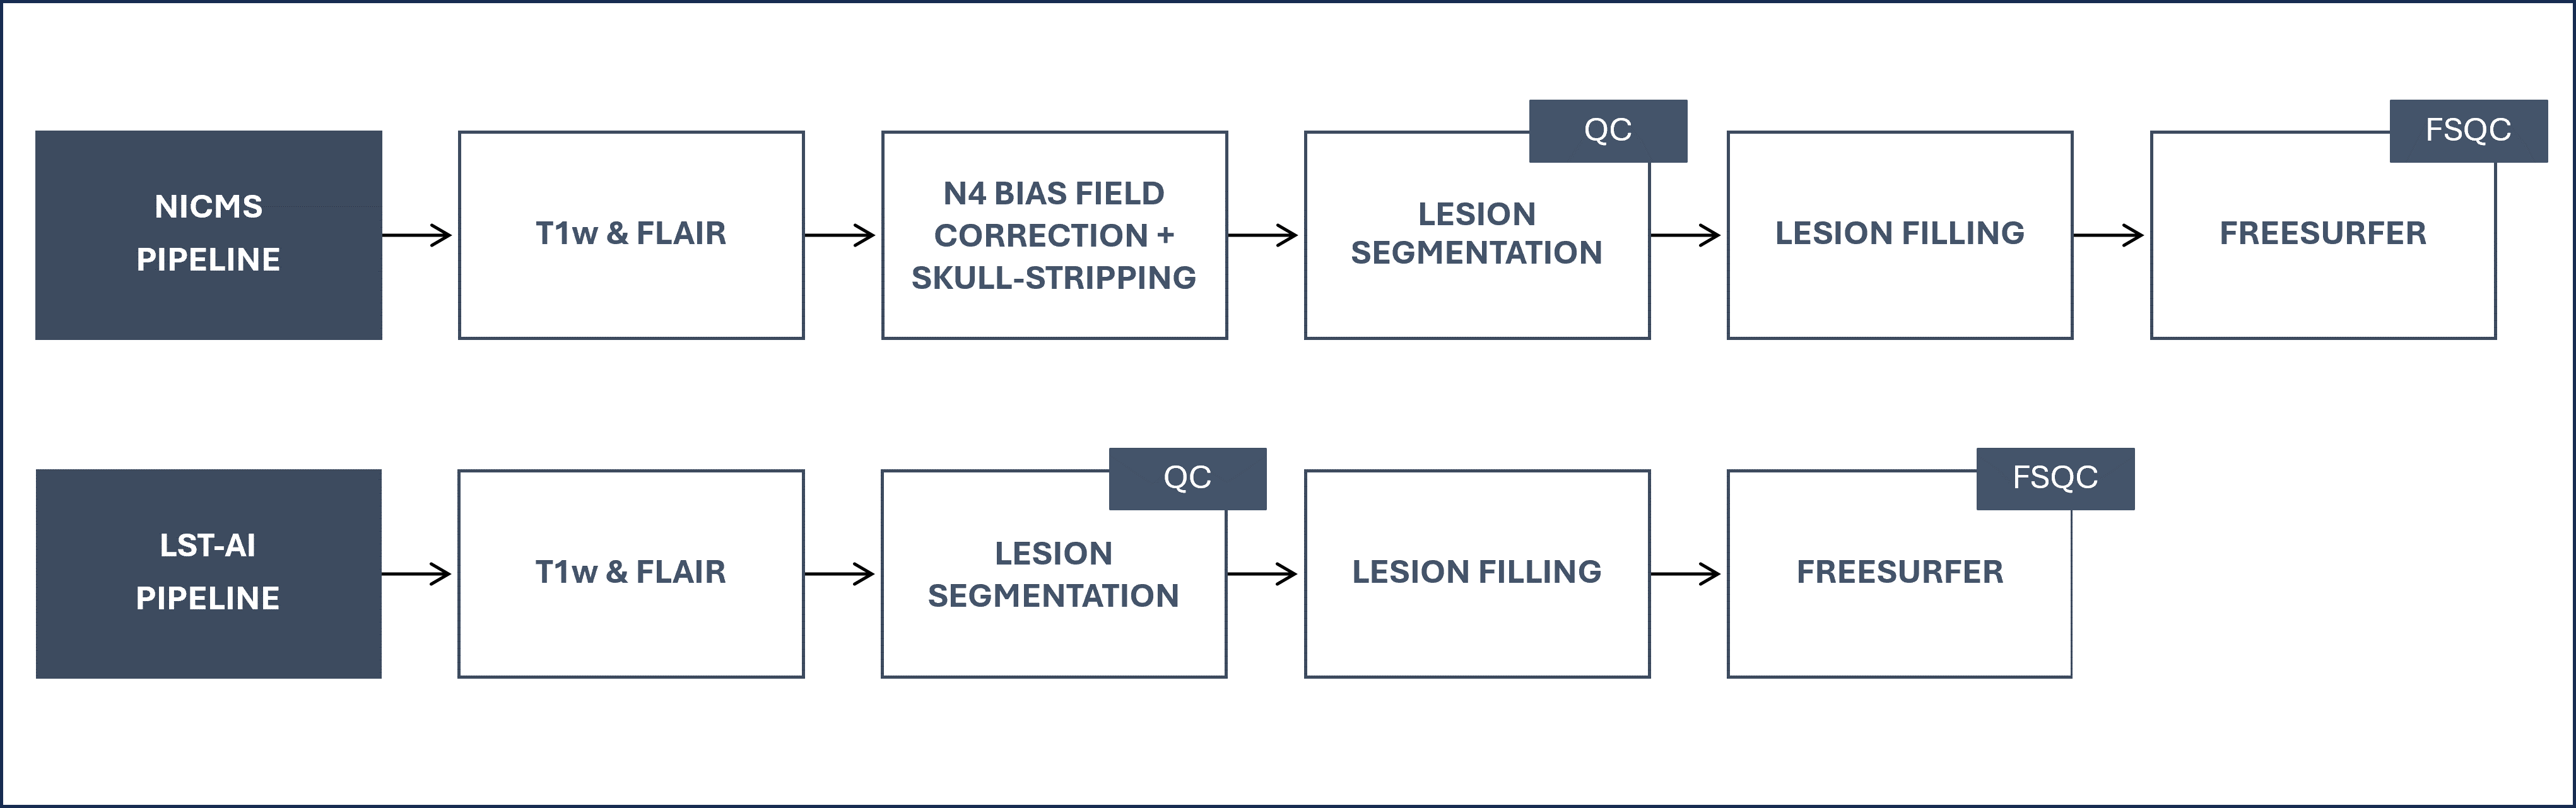 NICMS
PIPELINE
T1w & FLAIR
N4 BIAS FIELD
CORRECTION +
SKULL-STRIPPING
QC
LESION
SEGMENTATION
LESION FILLING
FSQC
FREESURFER
LST-AI
PIPELINE
T1w & FLAIR
QC
LESION
SEGMENTATION
LESION FILLING
FSQC
FREESURFER